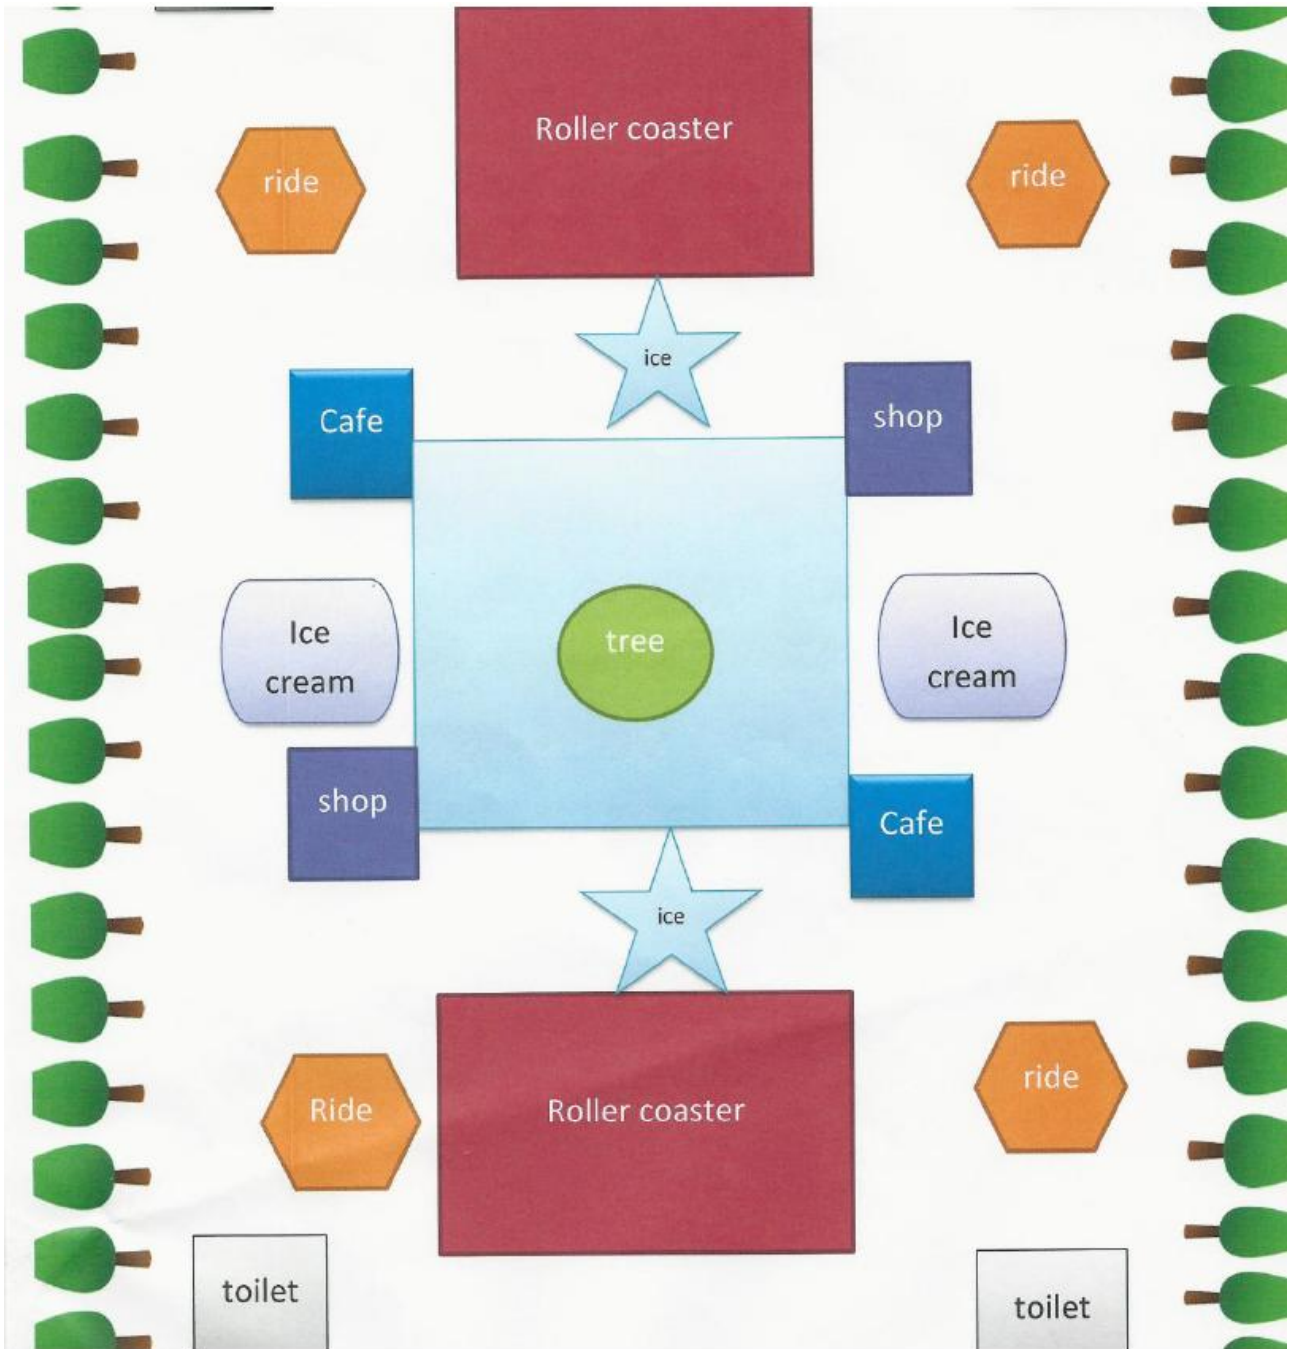 Roller coaster
ride
ride
ice
Cafe
shop
tree
Ice
cream
Ice
cream
shop
Cafe
ice
Ride
Roller coaster
ride
toilet
toilet